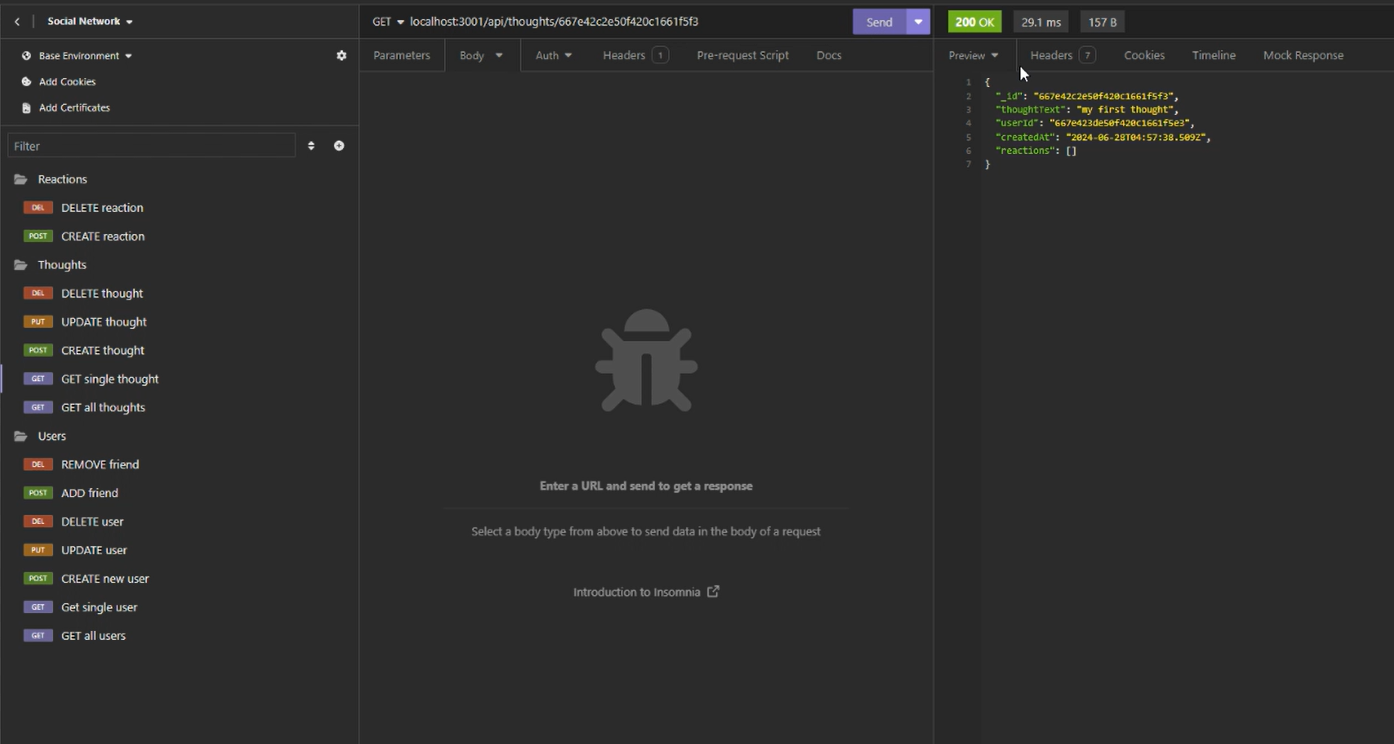 Social Network
GET localhost:3001/api/thoughts/667e42c2e50f420c1661f5f3 Send
200 OK 29.1 ms 157 B
Base Environment
Add Cookies
Add Certificates
Filter
Reactions
DEL DELETE reaction
POST CREATE reaction
Thoughts
DEL DELETE thought
PUT UPDATE thought
POST CREATE thought
GET GET single thought
GET GET all thoughts
Users
DEL REMOVE friend
POST ADD friend
DEL DELETE user
PUT UPDATE user
POST CREATE new user
GET Get single user
GET GET all users
Parameters Body Auth Headers 1 Pre-request Script Docs
Enter a URL and send to get a response
Select a body type from above to send data in the body of a request
Introduction to Insomnia
Preview Headers 7 Cookies Timeline Mock Response
1 {
2 "_id": "667e42c2e50f420c1661f5f3",
3 "thoughtText": "my first thought",
4 "userId": "667e423de50f420c1661f5e3",
5 "createdAt": "2024-06-28T04:57:38.509Z",
6 "reactions": []
7 }